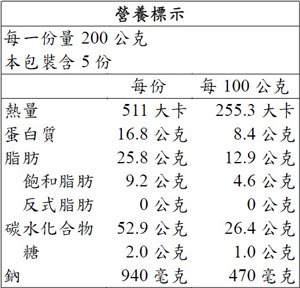 營養標示
每一份量 200 公克
本包裝含 5 份
每份 每 100 公克
熱量 511 大卡 255.3 大卡
蛋白質 16.8 公克 8.4 公克
脂肪 25.8 公克 12.9 公克
飽和脂肪 9.2 公克 4.6 公克
反式脂肪 0 公克 0 公克
碳水化合物 52.9 公克 26.4 公克
糖 2.0 公克 1.0 公克
鈉 940 毫克 470 毫克